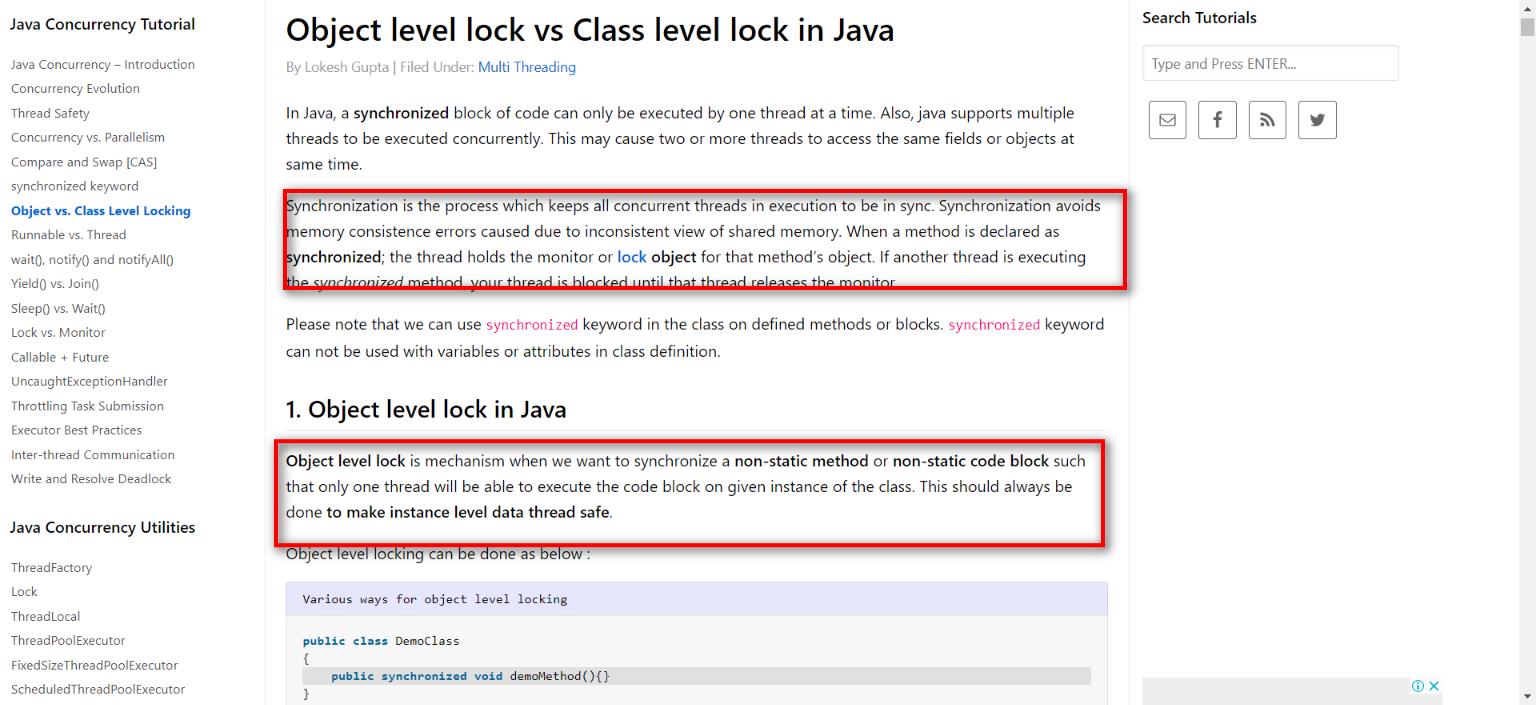 Java Concurrency Tutorial
Java Concurrency – Introduction
Concurrency Evolution
Thread Safety
Concurrency vs. Parallelism
Compare and Swap [CAS]
synchronized keyword
Object vs. Class Level Locking
Runnable vs. Thread
wait(), notify() and notifyAll()
Yield() vs. Join()
Sleep() vs. Wait()
Lock vs. Monitor
Callable + Future
UncaughtExceptionHandler
Throttling Task Submission
Executor Best Practices
Inter-thread Communication
Write and Resolve Deadlock
Java Concurrency Utilities
ThreadFactory
Lock
ThreadLocal
ThreadPoolExecutor
FixedSizeThreadPoolExecutor
ScheduledThreadPoolExecutor
Object level lock vs Class level lock in Java
By Lokesh Gupta | Filed Under: Multi Threading
In Java, a synchronized block of code can only be executed by one thread at a time. Also, java supports multiple
threads to be executed concurrently. This may cause two or more threads to access the same fields or objects at
same time.
Synchronization is the process which keeps all concurrent threads in execution to be in sync. Synchronization avoids
memory consistence errors caused due to inconsistent view of shared memory. When a method is declared as
synchronized; the thread holds the monitor or lock object for that method's object. If another thread is executing
the synchronized method, your thread is blocked until that thread releases the monitor.
Please note that we can use synchronized keyword in the class on defined methods or blocks. synchronized keyword
can not be used with variables or attributes in class definition.
1. Object level lock in Java
Object level lock is mechanism when we want to synchronize a non-static method or non-static code block such
that only one thread will be able to execute the code block on given instance of the class. This should always be
done to make instance level data thread safe.
Object level locking can be done as below :
Various ways for object level locking
public class DemoClass
{
public synchronized void demoMethod(){}
}
Search Tutorials
Type and Press ENTER...